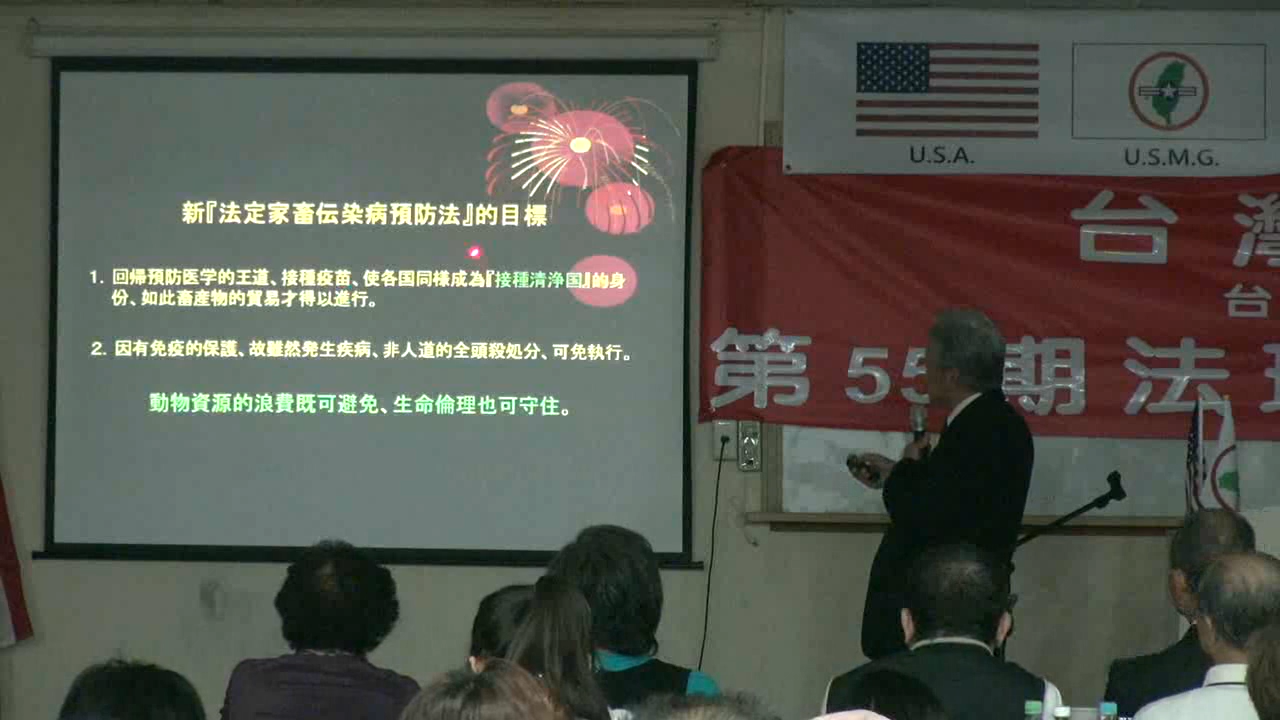 新『法定家畜伝染病預防法』的目標
1. 回帰預防医学的王道、接種疫苗、使各国同様成為『接種清浄国』的身
份、如此畜産物的貿易才得以進行。
2. 因有免疫的保護、故雖然発生疾病、非人道的全頭殺処分、可免執行。
動物資源的浪費既可避免、生命倫理也可守住。
U.S.A.
U.S.M.G.
台灣
台
第55期法理